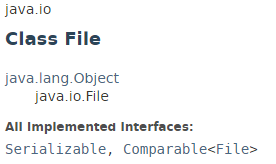 java.io
Class File
java.lang.Object
java.io.File
All Implemented Interfaces:
Serializable, Comparable<File>